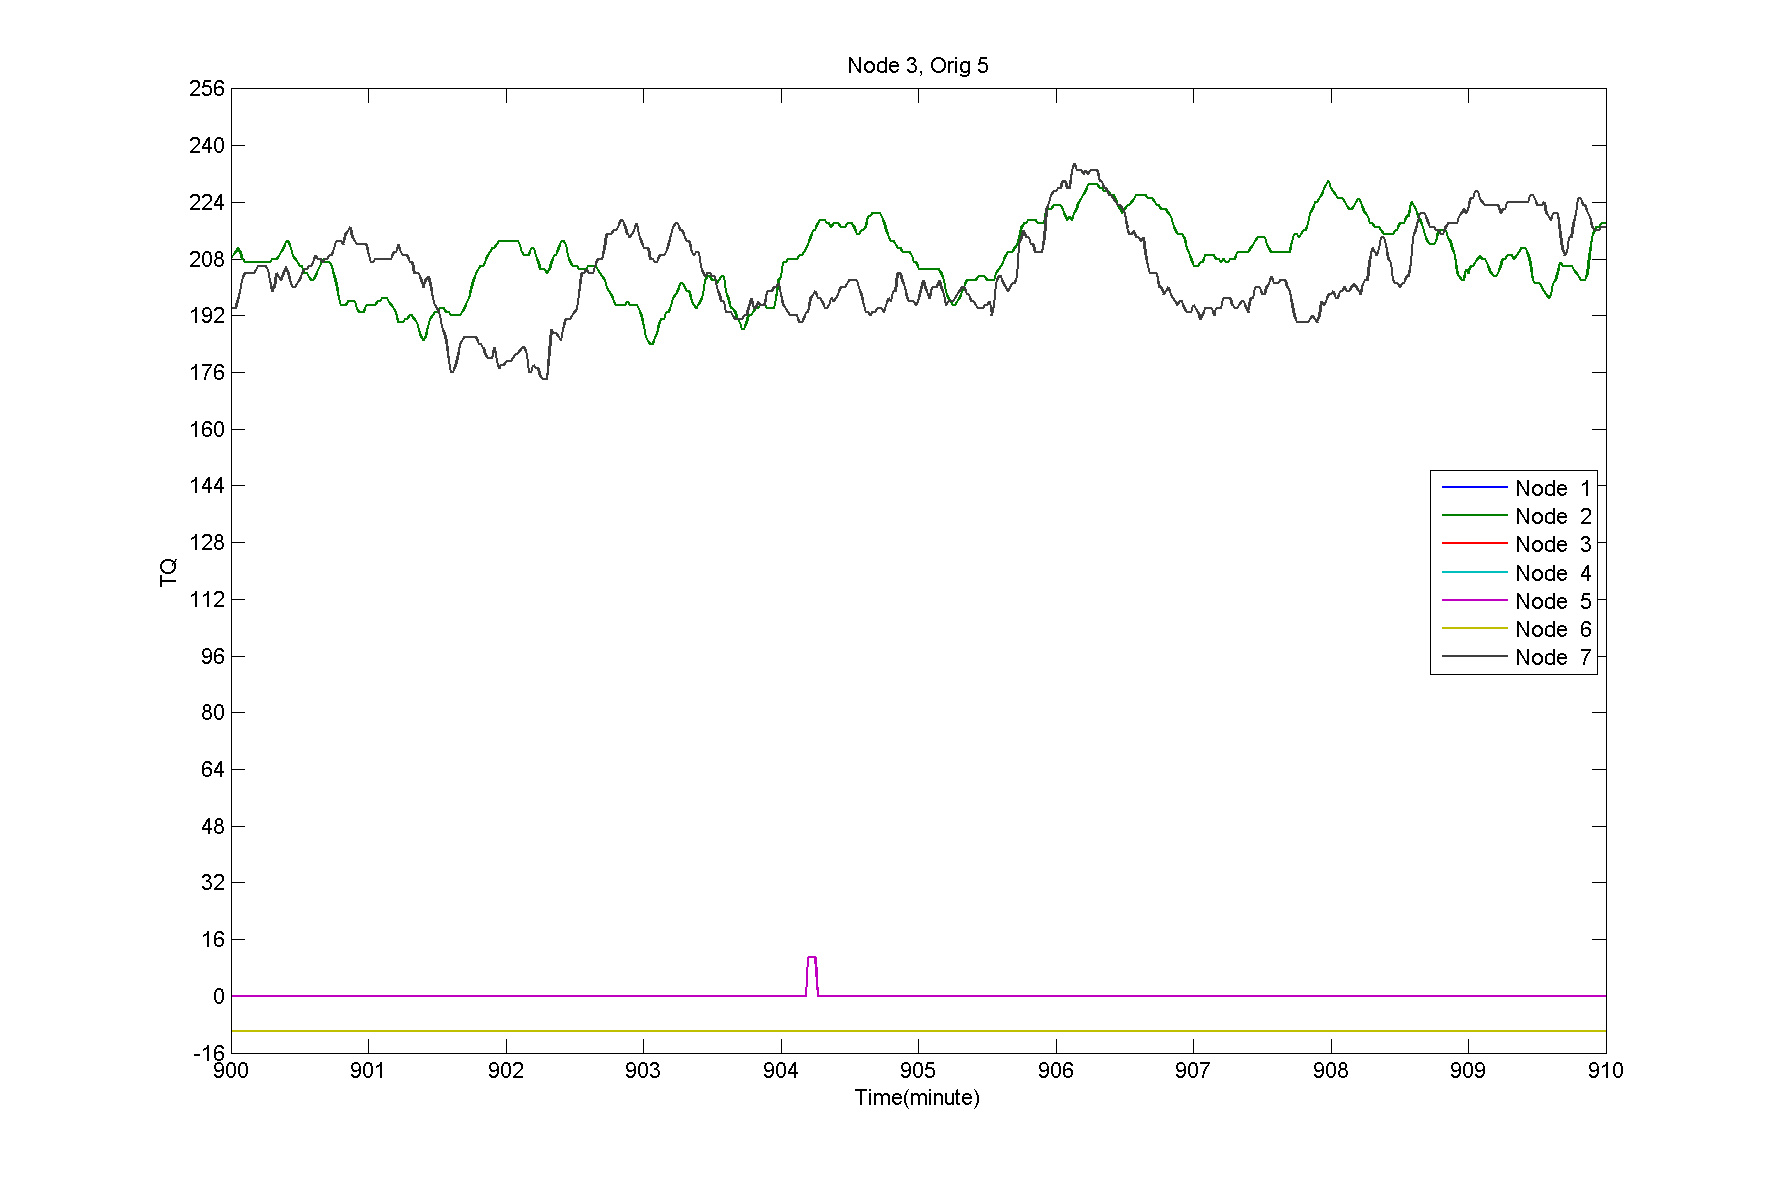 Node 3, Orig 5
256
240
224
208
192
176
160
144
128
112
96
80
64
48
32
16
0
-16
TQ
900 901 902 903 904 905 906 907 908 909 910
Time(minute)
Node 1
Node 2
Node 3
Node 4
Node 5
Node 6
Node 7